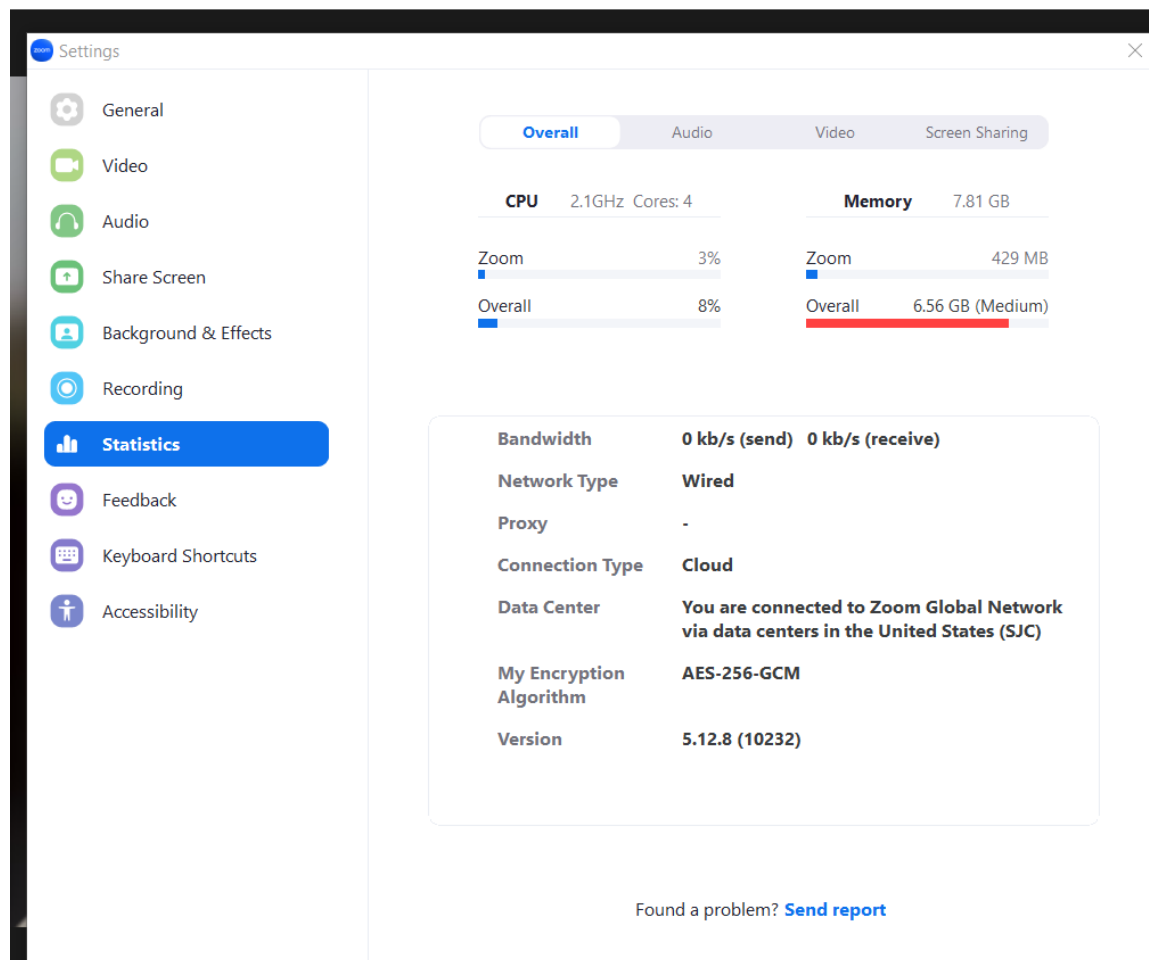 zoom Settings
General
Video
Audio
Share Screen
Background & Effects
Recording
Statistics
Feedback
Keyboard Shortcuts
Accessibility
Overall Audio Video Screen Sharing
CPU 2.1GHz Cores: 4
Zoom 3%
Overall 8%
Memory 7.81 GB
Zoom 429 MB
Overall 6.56 GB (Medium)
Bandwidth 0 kb/s (send) 0 kb/s (receive)
Network Type Wired
Proxy -
Connection Type Cloud
Data Center You are connected to Zoom Global Network
via data centers in the United States (SJC)
My Encryption AES-256-GCM
Algorithm
Version 5.12.8 (10232)
Found a problem? Send report